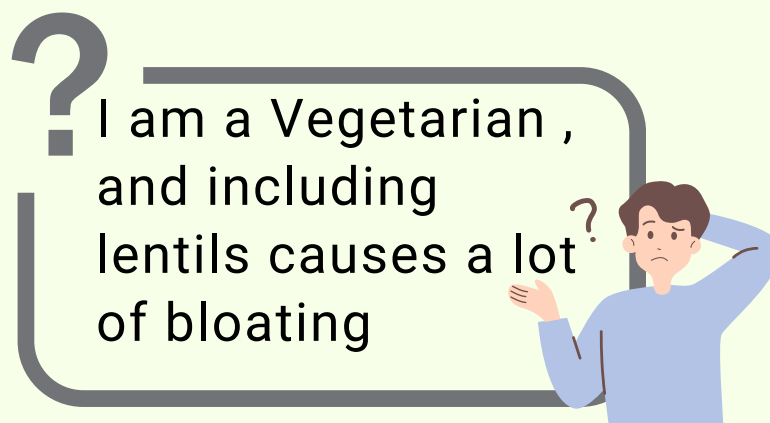 I am a Vegetarian ,
and including
lentils causes a lot
of bloating